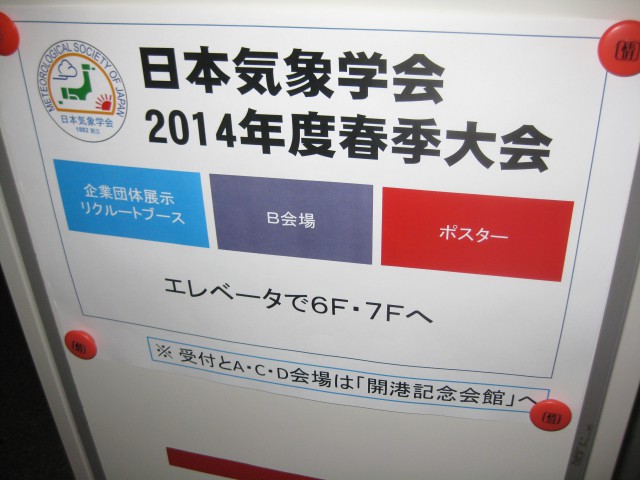 日本気象学会
2014年度春季大会
METEOROLOGICAL SOCIETY OF JAPAN
日本気象学会
1882 創立
企業団体展示
リクルートブース
B会場
ポスター
エレベータで6F・7Fへ
※ 受付とA・C・D会場は「開港記念会館」へ